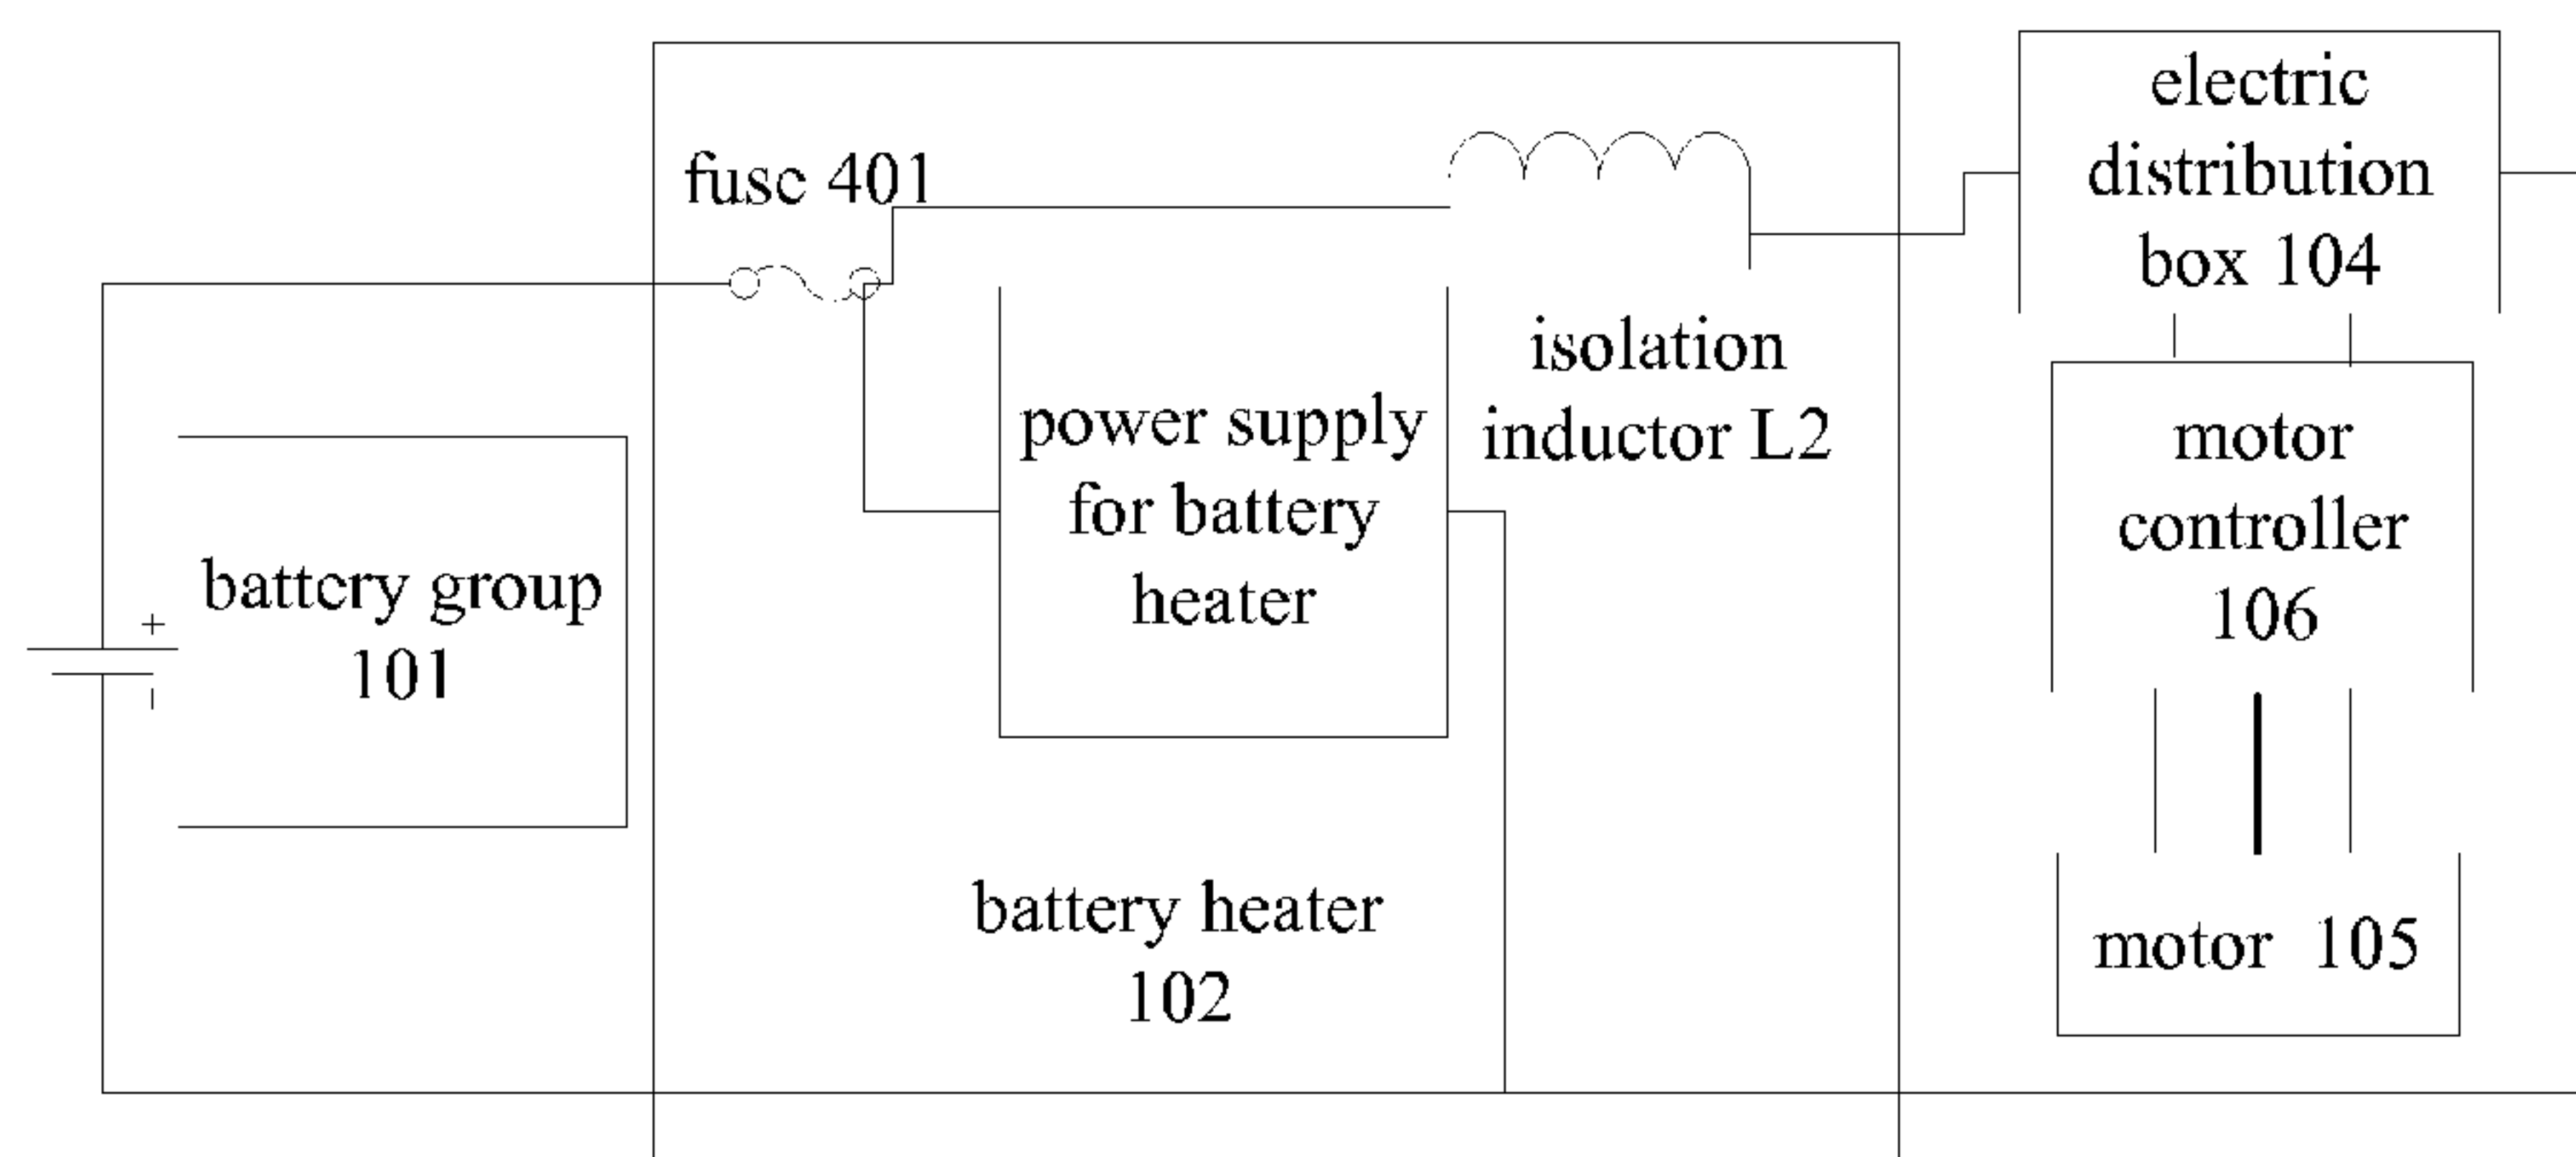 electric
distribution
box 104
fuse 401
isolation
inductor L2
power supply
for battery
heater
motor
controller
106
battery group
101
+
battery heater
102
motor 105